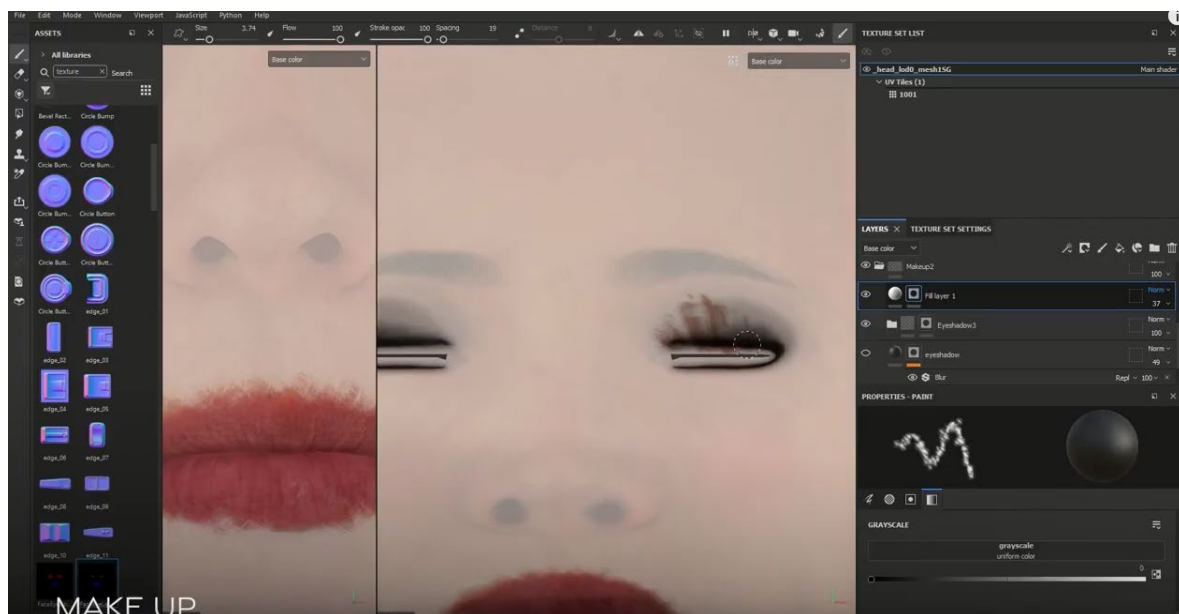 File Edit Mode Window Viewport JavaScript Python Help
Size 3.74 Flow 100 Stroke opac 100 Spacing 19 Distance 8
ASSETS
All libraries
texture Search
Bevel Rect... Circle Bump
Circle Bum... Circle Bum...
Circle Bum... Circle Button
Circle Butt... Circle Butt...
Circle Butt... edge_01
edge_02 edge_03
edge_04 edge_05
edge_06 edge_07
edge_08 edge_09
edge_10 edge_11
MAKE UP
Base color
Base color
TEXTURE SET LIST
_head_lod0_mesh1SG Main shader
UV Tiles (1)
1001
LAYERS TEXTURE SET SETTINGS
Base color
Makeup2 100
Fill layer 1 Norm 37
Eyeshadow3 Norm 100
eyeshadow Norm 49
Blur Repl 100
PROPERTIES - PAINT
GRAYSCALE
grayscale
uniform color
0